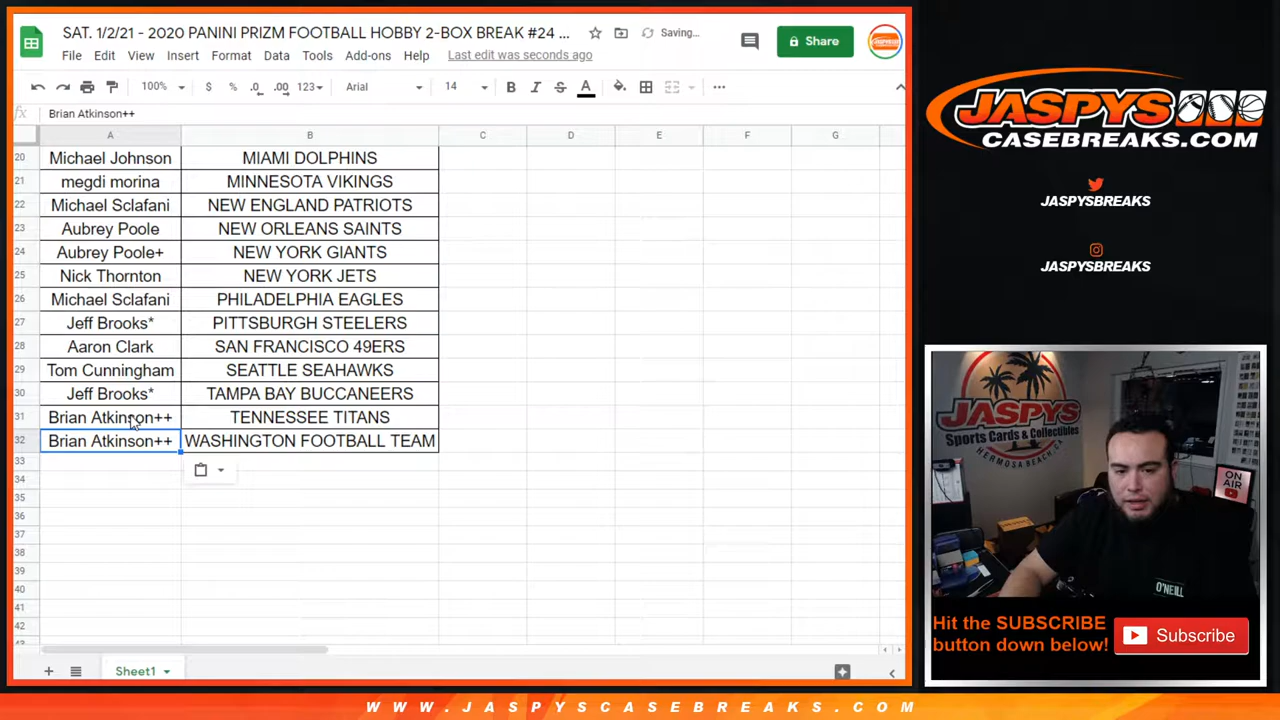 SAT. 1/2/21 - 2020 PANINI PRIZM FOOTBALL HOBBY 2-BOX BREAK #24 ...
Saving...
Share
File Edit View Insert Format Data Tools Add-ons Help Last edit was seconds ago
100% $ % .0 .00 123 Arial 14 B I S A ...
fx Brian Atkinson++
A B C D E F G
20 Michael Johnson MIAMI DOLPHINS
21 megdi morina MINNESOTA VIKINGS
22 Michael Sclafani NEW ENGLAND PATRIOTS
23 Aubrey Poole NEW ORLEANS SAINTS
24 Aubrey Poole+ NEW YORK GIANTS
25 Nick Thornton NEW YORK JETS
26 Michael Sclafani PHILADELPHIA EAGLES
27 Jeff Brooks* PITTSBURGH STEELERS
28 Aaron Clark SAN FRANCISCO 49ERS
29 Tom Cunningham SEATTLE SEAHAWKS
30 Jeff Brooks* TAMPA BAY BUCCANEERS
31 Brian Atkinson++ TENNESSEE TITANS
32 Brian Atkinson++ WASHINGTON FOOTBALL TEAM
33
34
35
36
37
38
39
40
41
42
Sheet1
JASPYS
CASEBREAKS.COM
JASPYSBREAKS
JASPYSBREAKS
JASPYS
Sports Cards & Collectibles
HERMOSA BEACH, CA
ON AIR
O'NEILL
Hit the SUBSCRIBE
button down below!
Subscribe
WWW.JASPYSCASEBREAKS.COM